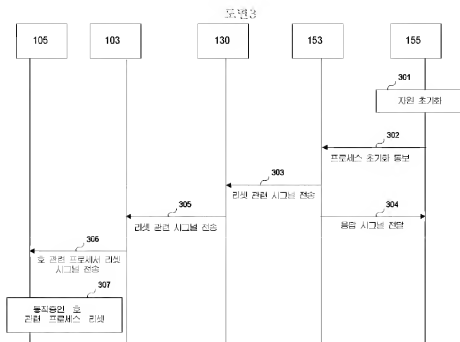 도면3
105
103
130
153
155
301
자원 초기화
302
프로세스 초기화 통보
303
리셋 관련 시그널 전송
304
응답 시그널 전달
305
리셋 관련 시그널 전송
306
호 관련 프로세서 리셋
시그널 전송
307
동작중인 호
관련 프로세스 리셋